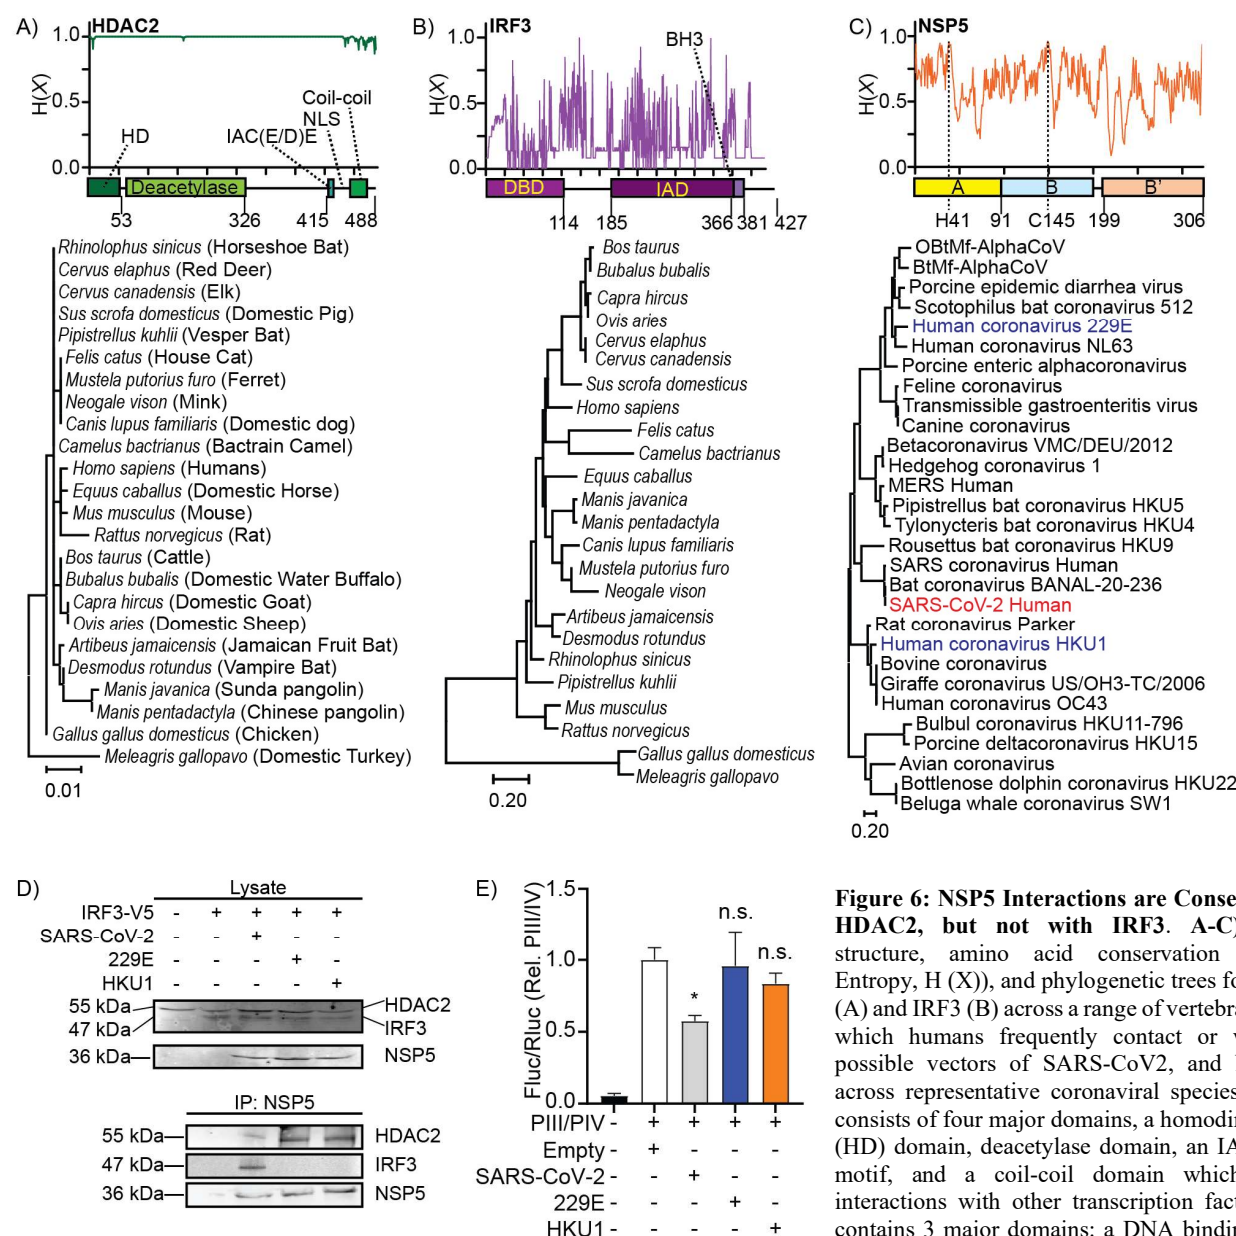 A) HDAC2
1.0
0.5
0.0
H(X)
HD
IAC(E/D)E
Coil-coil
NLS
Deacetylase
53 326 415 488
Rhinolophus sinicus (Horseshoe Bat)
Cervus elaphus (Red Deer)
Cervus canadensis (Elk)
Sus scrofa domesticus (Domestic Pig)
Pipistrellus kuhlii (Vesper Bat)
Felis catus (House Cat)
Mustela putorius furo (Ferret)
Neogale vison (Mink)
Canis lupus familiaris (Domestic dog)
Camelus bactrianus (Bactrain Camel)
Homo sapiens (Humans)
Equus caballus (Domestic Horse)
Mus musculus (Mouse)
Rattus norvegicus (Rat)
Bos taurus (Cattle)
Bubalus bubalis (Domestic Water Buffalo)
Capra hircus (Domestic Goat)
Ovis aries (Domestic Sheep)
Artibeus jamaicensis (Jamaican Fruit Bat)
Desmodus rotundus (Vampire Bat)
Manis javanica (Sunda pangolin)
Manis pentadactyla (Chinese pangolin)
Gallus gallus domesticus (Chicken)
Meleagris gallopavo (Domestic Turkey)
0.01
B) IRF3
1.0
0.5
0.0
H(X)
BH3
DBD IAD
114 185 366 381 427
Bos taurus
Bubalus bubalis
Capra hircus
Ovis aries
Cervus elaphus
Cervus canadensis
Sus scrofa domesticus
Homo sapiens
Felis catus
Camelus bactrianus
Equus caballus
Manis javanica
Manis pentadactyla
Canis lupus familiaris
Mustela putorius furo
Neogale vison
Artibeus jamaicensis
Desmodus rotundus
Rhinolophus sinicus
Pipistrellus kuhlii
Mus musculus
Rattus norvegicus
Gallus gallus domesticus
Meleagris gallopavo
0.20
C) NSP5
1.0
0.5
0.0
H(X)
A B B'
H41 91 C145 199 306
OBtMf-AlphaCoV
BtMf-AlphaCoV
Porcine epidemic diarrhea virus
Scotophilus bat coronavirus 512
Human coronavirus 229E
Human coronavirus NL63
Porcine enteric alphacoronavirus
Feline coronavirus
Transmissible gastroenteritis virus
Canine coronavirus
Betacoronavirus VMC/DEU/2012
Hedgehog coronavirus 1
MERS Human
Pipistrellus bat coronavirus HKU5
Tylonycteris bat coronavirus HKU4
Rousettus bat coronavirus HKU9
SARS coronavirus Human
Bat coronavirus BANAL-20-236
SARS-CoV-2 Human
Rat coronavirus Parker
Human coronavirus HKU1
Bovine coronavirus
Giraffe coronavirus US/OH3-TC/2006
Human coronavirus OC43
Bulbul coronavirus HKU11-796
Porcine deltacoronavirus HKU15
Avian coronavirus
Bottlenose dolphin coronavirus HKU22
Beluga whale coronavirus SW1
0.20
D)
Lysate
IRF3-V5 - + + + +
SARS-CoV-2 - - + - -
229E - - - + -
HKU1 - - - - +
55 kDa HDAC2
47 kDa IRF3
36 kDa NSP5
IP: NSP5
55 kDa HDAC2
47 kDa IRF3
36 kDa NSP5
E)
Fluc/Rluc (Rel. PIII/IV)
1.5
1.0
0.5
0.0
* n.s. n.s.
PIII/PIV - + + + +
Empty - + - - -
SARS-CoV-2 - - + - -
229E - - - + -
HKU1 - - - - +
Figure 6: NSP5 Interactions are Conse
HDAC2, but not with IRF3. A-C)
structure, amino acid conservation
Entropy, H (X)), and phylogenetic trees fo
(A) and IRF3 (B) across a range of vertebra
which humans frequently contact or v
possible vectors of SARS-CoV2, and
across representative coronaviral species
consists of four major domains, a homodin
(HD) domain, deacetylase domain, an IA
motif, and a coil-coil domain which
interactions with other transcription fact
contains 3 major domains; a DNA bindin